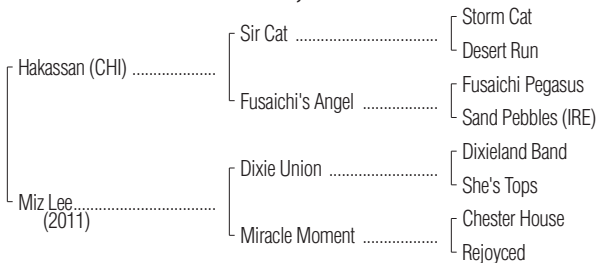 Storm Cat
Sir Cat ..................................
Desert Run
Hakassan (CHI) ....................
Fusaichi Pegasus
Fusaichi's Angel ..................
Sand Pebbles (IRE)
Dixieland Band
Dixie Union ..........................
She's Tops
Miz Lee..................................
(2011)
Chester House
Miracle Moment ..................
Rejoyced